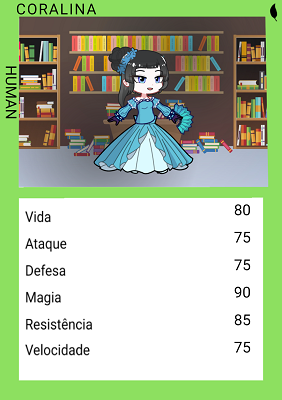 CORALINA
HUMAN
Vida 80
Ataque 75
Defesa 75
Magia 90
Resistência 85
Velocidade 75